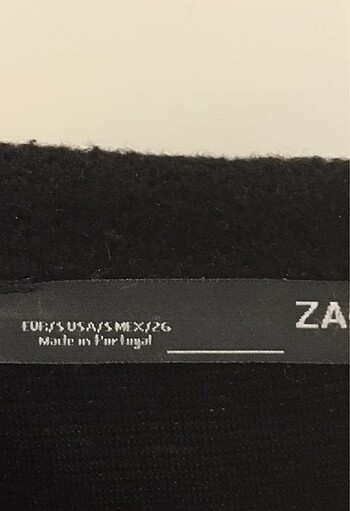 EUR/S USA/S MEX/26
Made in Portugal
ZA